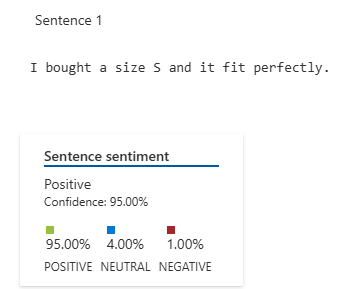 Sentence 1
I bought a size S and it fit perfectly.
Sentence sentiment
Positive
Confidence: 95.00%
95.00% 4.00% 1.00%
POSITIVE NEUTRAL NEGATIVE